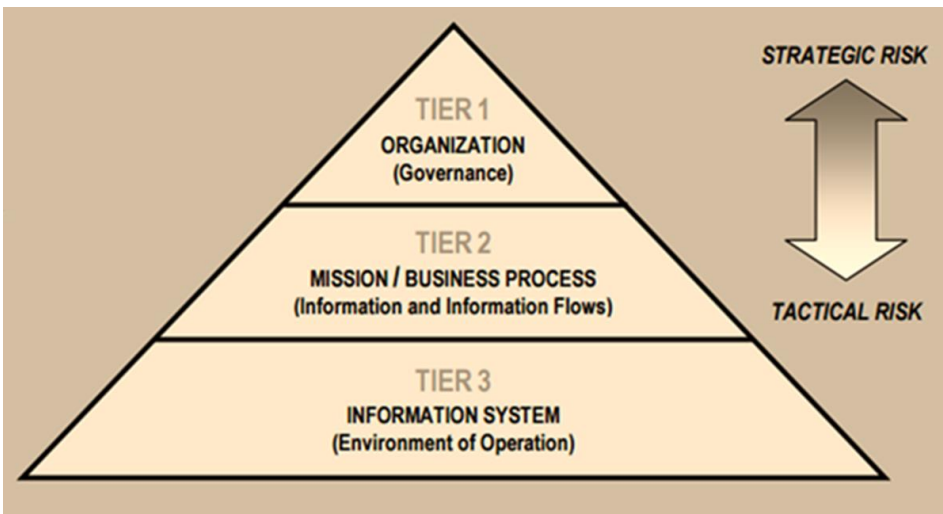 STRATEGIC RISK
TIER 1
ORGANIZATION
(Governance)
TIER 2
MISSION / BUSINESS PROCESS
(Information and Information Flows)
TACTICAL RISK
TIER 3
INFORMATION SYSTEM
(Environment of Operation)